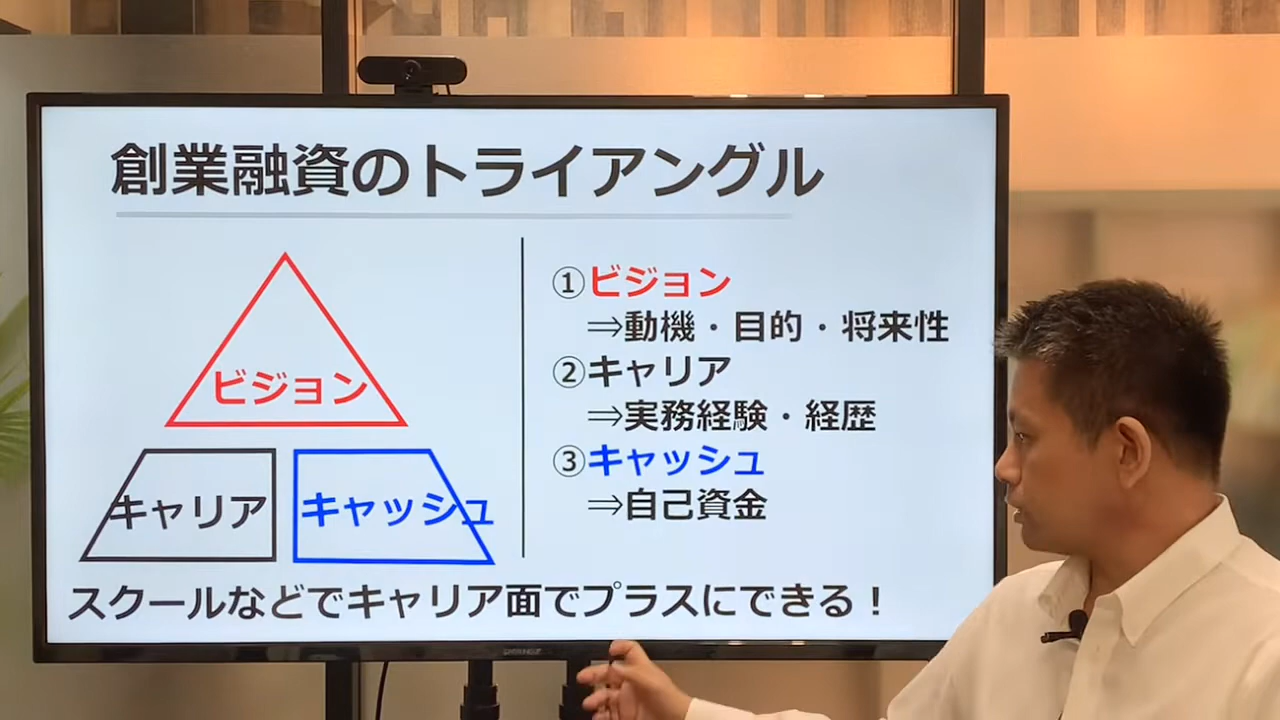 創業融資のトライアングル
ビジョン
キャリア
キャッシュ
①ビジョン
⇒動機・目的・将来性
②キャリア
⇒実務経験・経歴
③キャッシュ
⇒自己資金
スクールなどでキャリア面でプラスにできる！